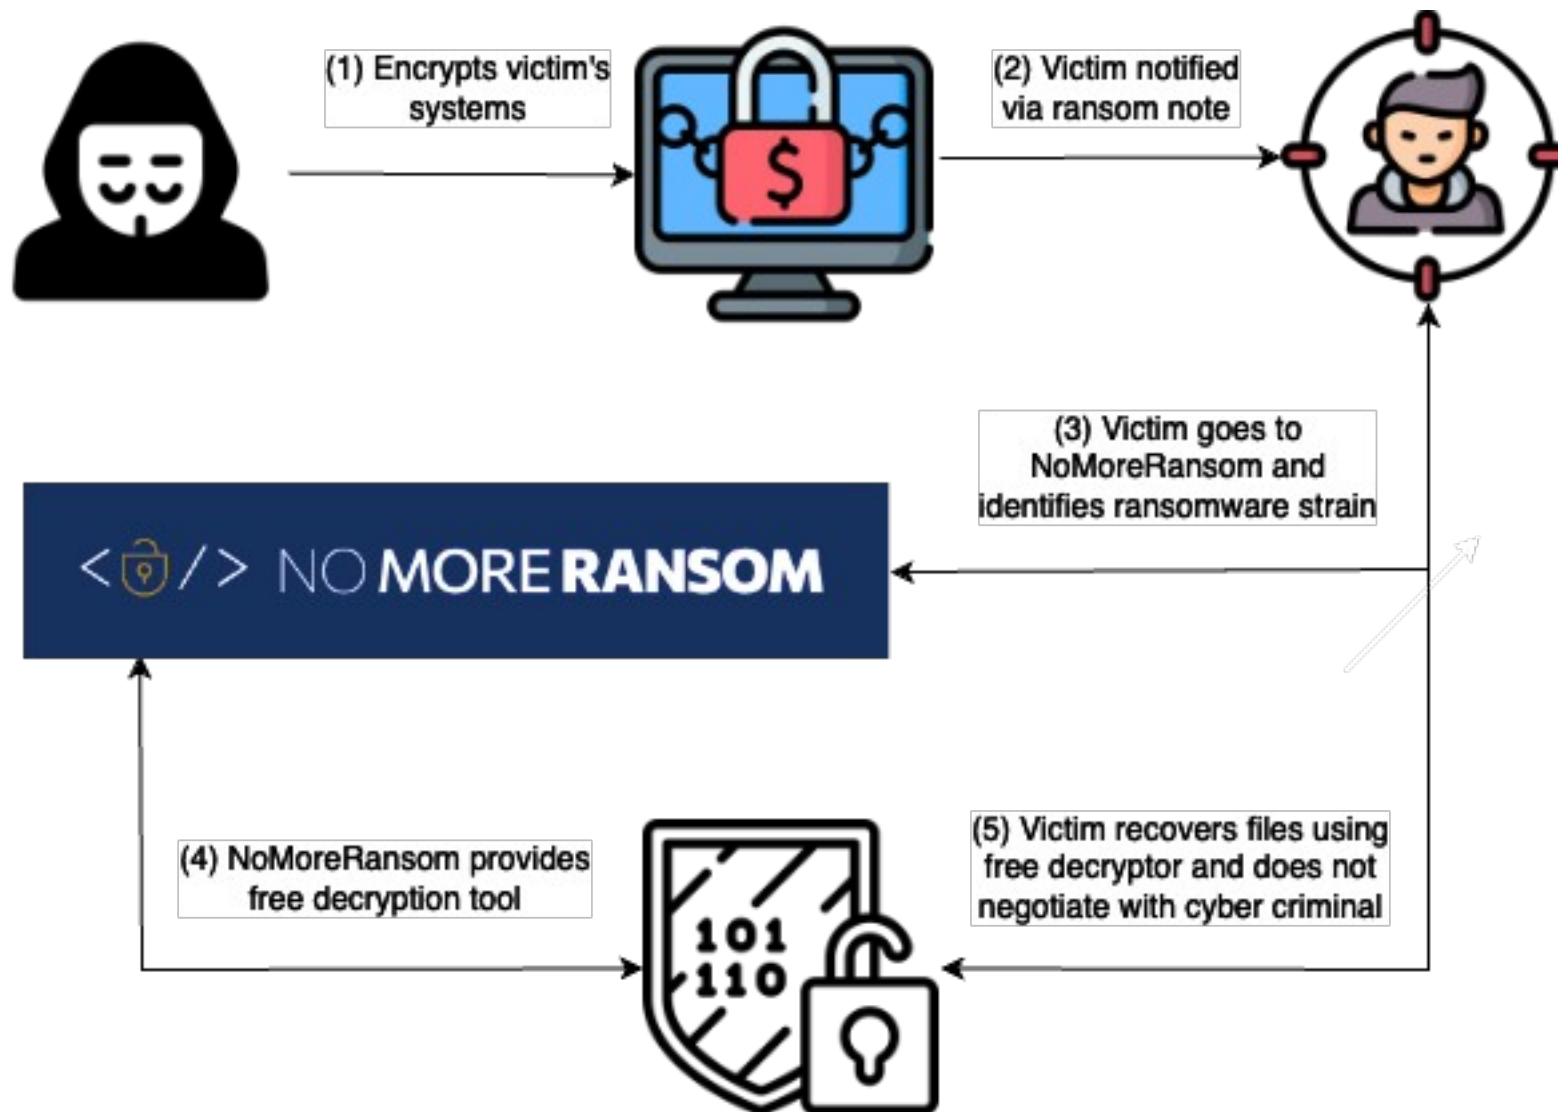 (1) Encrypts victim's
systems
$
(2) Victim notified
via ransom note
(3) Victim goes to
NoMoreRansom and
identifies ransomware strain
</> NO MORE RANSOM
(4) NoMoreRansom provides
free decryption tool
101
110
(5) Victim recovers files using
free decryptor and does not
negotiate with cyber criminal